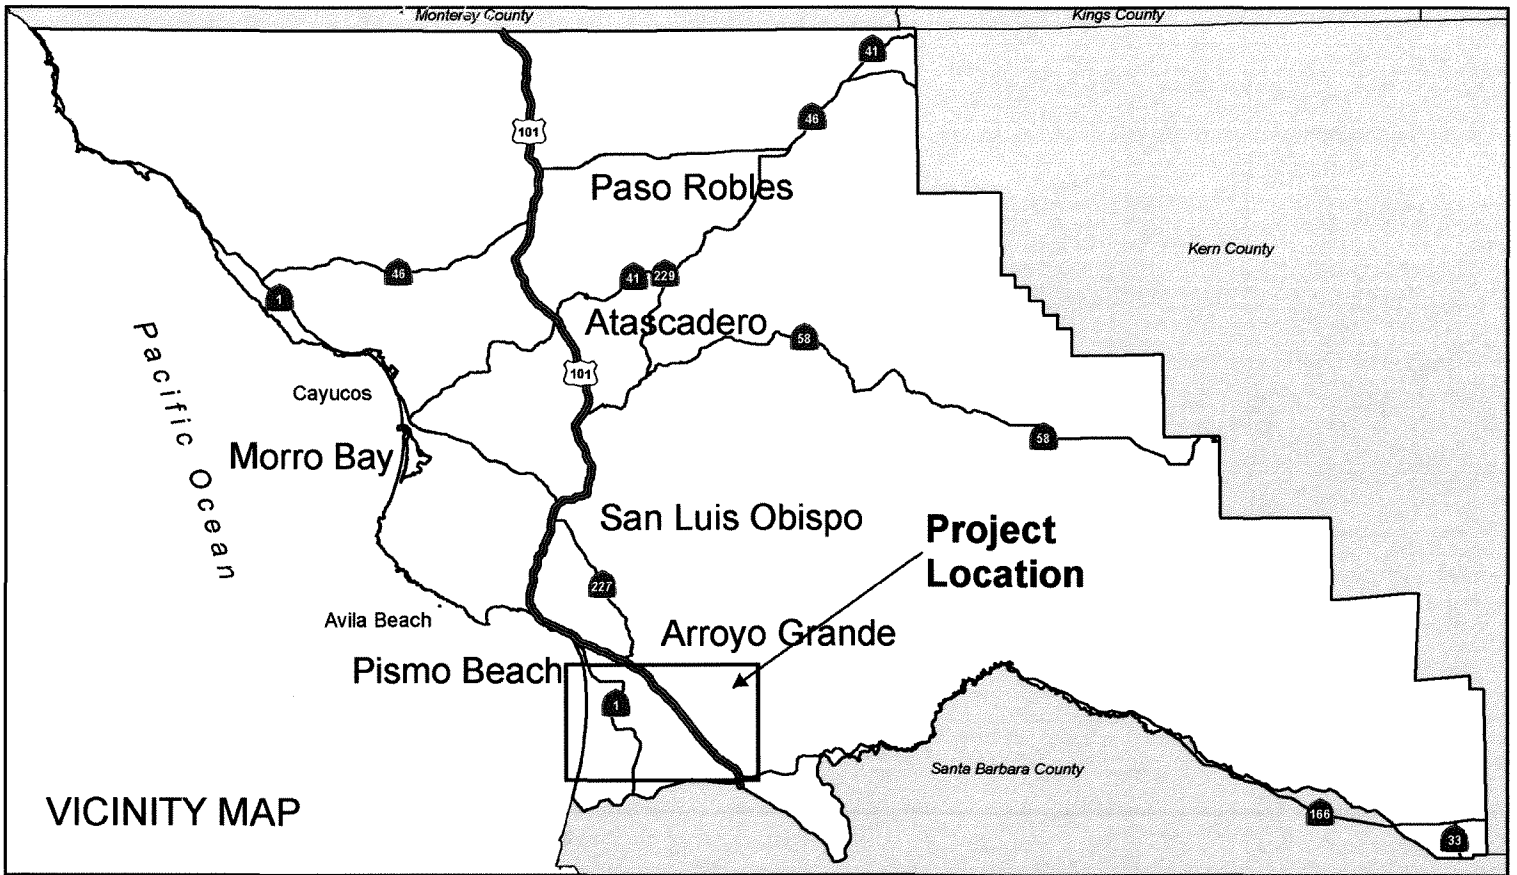 Monterey County
Kings County
41
46
101
Paso Robles
Kern County
46
41
229
1
Atascadero
58
Pacific Ocean
101
Cayucos
58
Morro Bay
San Luis Obispo
Project
Location
227
Avila Beach
Arroyo Grande
Pismo Beach
1
Santa Barbara County
VICINITY MAP
166
33